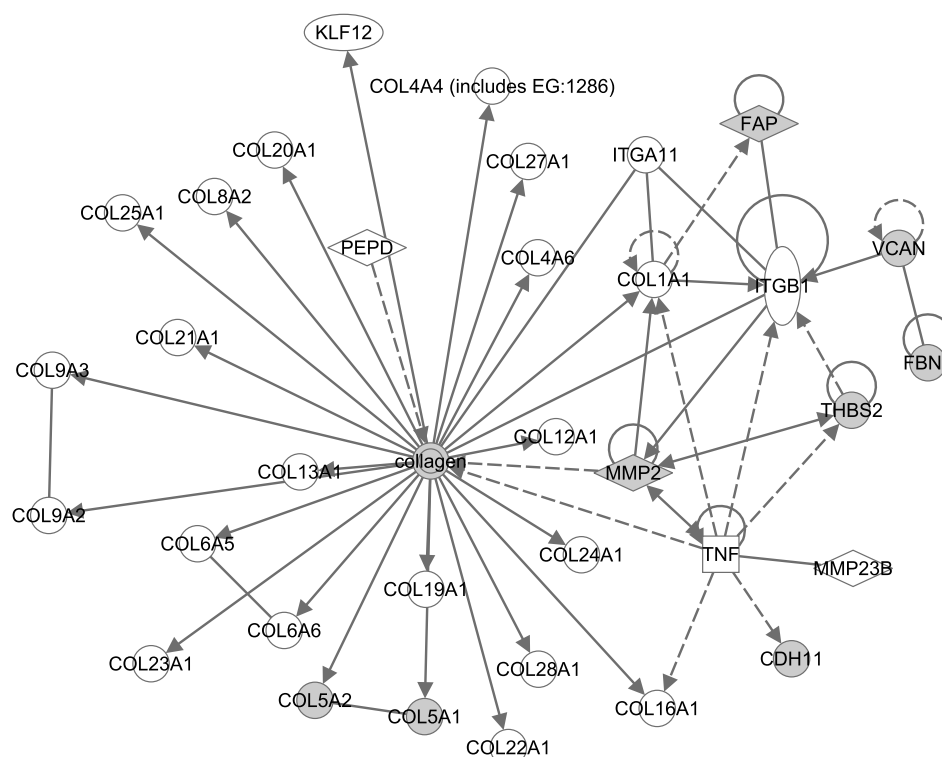 KLF12
COL4A4 (includes EG:1286)
FAP
COL20A1
COL27A1
ITGA11
COL25A1
COL8A2
PEPD
COL4A6
COL1A1
ITGB1
VCAN
COL21A1
COL9A3
FBN
THBS2
COL12A1
collagen
COL13A1
MMP2
COL9A2
COL6A5
COL24A1
TNF
MMP23B
COL19A1
COL6A6
COL23A1
COL28A1
CDH11
COL5A2
COL5A1
COL16A1
COL22A1